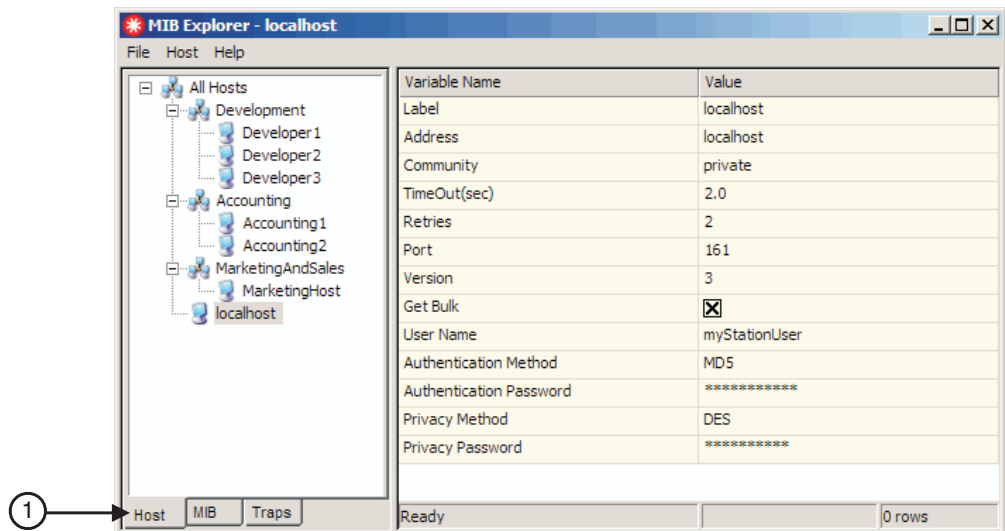 MIB Explorer - localhost
File Host Help
All Hosts
Development
Developer1
Developer2
Developer3
Accounting
Accounting1
Accounting2
MarketingAndSales
MarketingHost
localhost
Variable Name Value
Label localhost
Address localhost
Community private
TimeOut(sec) 2.0
Retries 2
Port 161
Version 3
Get Bulk
User Name myStationUser
Authentication Method MD5
Authentication Password ***********
Privacy Method DES
Privacy Password **********
1
Host MIB Traps
Ready 0 rows